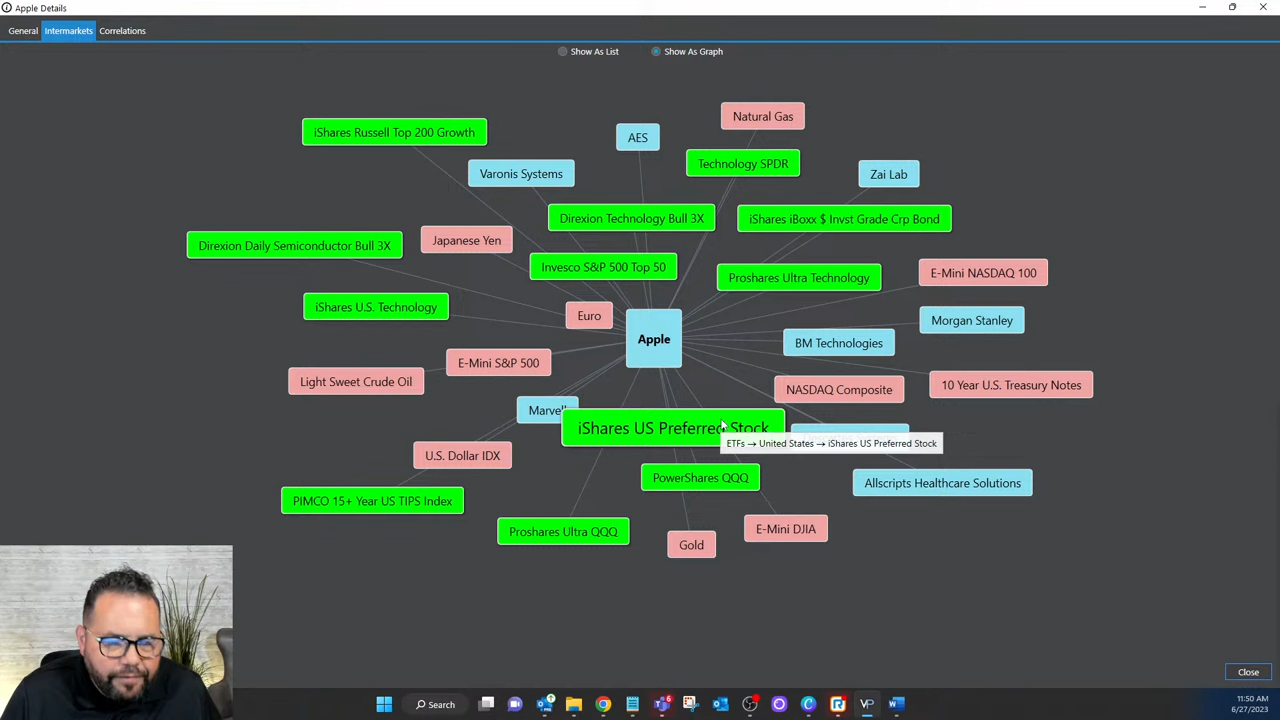 Apple Details
General Intermarkets Correlations
Show As List Show As Graph
Natural Gas
iShares Russell Top 200 Growth
AES
Technology SPDR
Varonis Systems
Zai Lab
Direxion Technology Bull 3X
iShares iBoxx $ Invst Grade Crp Bond
Japanese Yen
Direxion Daily Semiconductor Bull 3X
Invesco S&P 500 Top 50
E-Mini NASDAQ 100
Proshares Ultra Technology
iShares U.S. Technology
Euro
Morgan Stanley
Apple
BM Technologies
E-Mini S&P 500
Light Sweet Crude Oil
10 Year U.S. Treasury Notes
NASDAQ Composite
Marvell
iShares US Preferred Stock
ETFs → United States → iShares US Preferred Stock
U.S. Dollar IDX
PowerShares QQQ
Allscripts Healthcare Solutions
PIMCO 15+ Year US TIPS Index
E-Mini DJIA
Proshares Ultra QQQ
Gold
Close
Search
6
VP
11:50 AM
6/27/2023